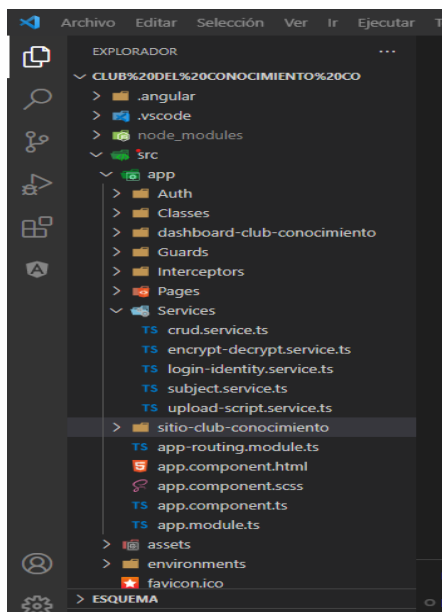 Archivo Editar Selección Ver Ir Ejecutar T
EXPLORADOR ...
CLUB%20DEL%20CONOCIMIENTO%20CO
.angular
.vscode
node_modules
src
app
Auth
Classes
dashboard-club-conocimiento
Guards
Interceptors
Pages
Services
TS crud.service.ts
TS encrypt-decrypt.service.ts
TS login-identity.service.ts
TS subject.service.ts
TS upload-script.service.ts
sitio-club-conocimiento
TS app-routing.module.ts
app.component.html
app.component.scss
TS app.component.ts
TS app.module.ts
assets
environments
favicon.ico
ESQUEMA